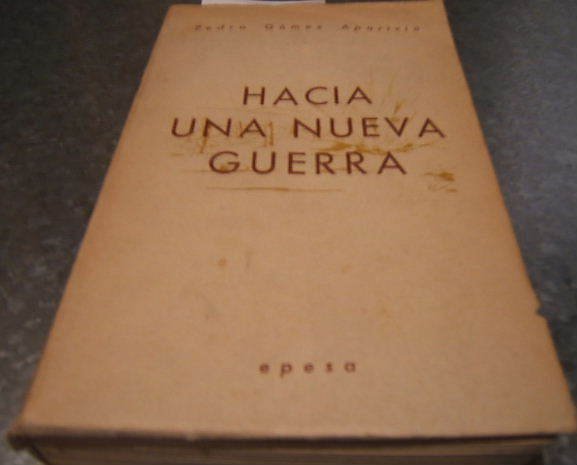 Pedro Gómez Aparicio
HACIA
UNA NUEVA
GUERRA
epesa